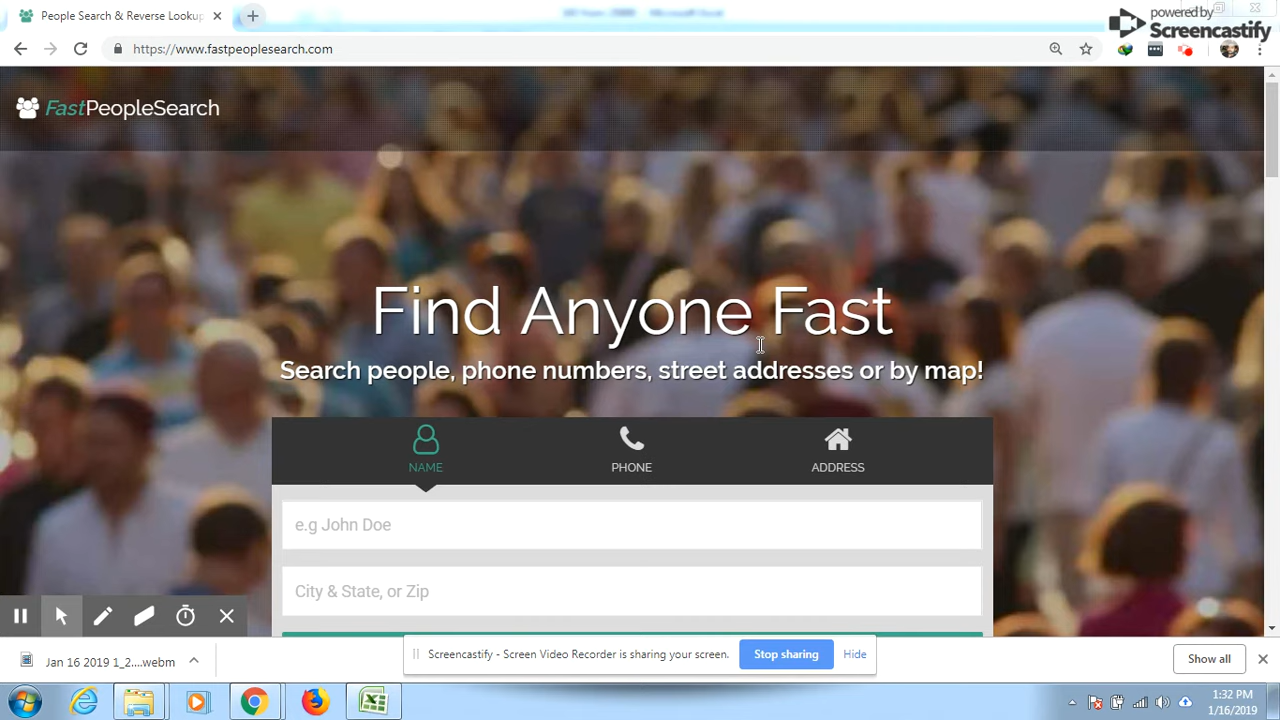 People Search & Reverse Lookup
powered by
Screencastify
https://www.fastpeoplesearch.com
FastPeopleSearch
Find Anyone Fast
Search people, phone numbers, street addresses or by map!
NAME
PHONE
ADDRESS
e.g John Doe
City & State, or Zip
Jan 16 2019 1_2....webm
Screencastify - Screen Video Recorder is sharing your screen.
Stop sharing
Hide
Show all
1:32 PM
1/16/2019